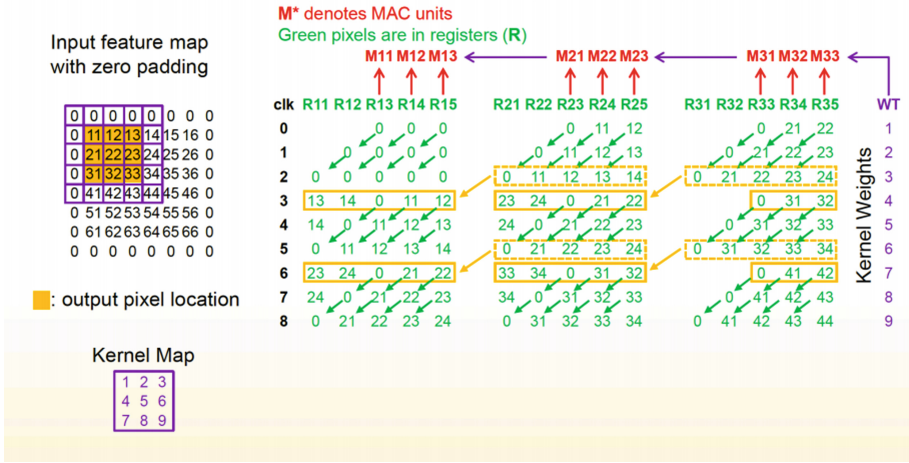 M* denotes MAC units
Green pixels are in registers (R)
Input feature map
with zero padding
M11 M12 M13 M21 M22 M23 M31 M32 M33
clk R11 R12 R13 R14 R15 R21 R22 R23 R24 R25 R31 R32 R33 R34 R35 WT
0 0 0 0 0 11 12 0 21 22 1
1 0 0 0 0 0 11 12 13 0 21 22 23 2
2 0 0 0 0 0 0 11 12 13 14 0 21 22 23 24 3
3 13 14 0 11 12 23 24 0 21 22 0 31 32 4
4 14 0 11 12 13 24 0 21 22 23 0 31 32 33 5
5 0 11 12 13 14 0 21 22 23 24 0 31 32 33 34 6
6 23 24 0 21 22 33 34 0 31 32 0 41 42 7
7 24 0 21 22 23 34 0 31 32 33 0 41 42 43 8
8 0 21 22 23 24 0 31 32 33 34 0 41 42 43 44 9
Kernel Weights
0 0 0 0 0 0 0 0
0 11 12 13 14 15 16 0
0 21 22 23 24 25 26 0
0 31 32 33 34 35 36 0
0 41 42 43 44 45 46 0
0 51 52 53 54 55 56 0
0 61 62 63 64 65 66 0
0 0 0 0 0 0 0 0
: output pixel location
Kernel Map
1 2 3
4 5 6
7 8 9